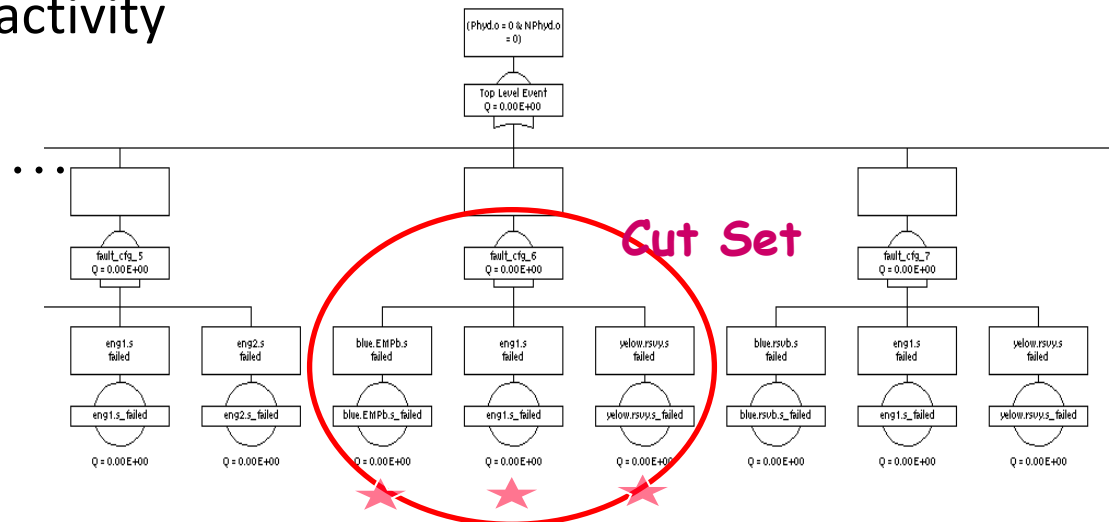 activity
(Phyd.o = 0 & NPhyd.o
= 0)
Top Level Event
Q = 0.00E+00
...
Cut Set
fault_cfg_5
Q = 0.00E+00
fault_cfg_6
Q = 0.00E+00
fault_cfg_7
Q = 0.00E+00
eng1.s
failed
eng2.s
failed
blue.EMPb.s
failed
eng1.s
failed
yelow.rsvy.s
failed
blue.rsvb.s
failed
eng1.s
failed
yelow.rsvy.s
failed
eng1.s_failed
eng2.s_failed
blue.EMPb.s_failed
eng1.s_failed
yelow.rsvy.s_failed
blue.rsvb.s_failed
eng1.s_failed
yelow.rsvy.s_failed
Q = 0.00E+00
Q = 0.00E+00
Q = 0.00E+00
Q = 0.00E+00
Q = 0.00E+00
Q = 0.00E+00
Q = 0.00E+00
Q = 0.00E+00